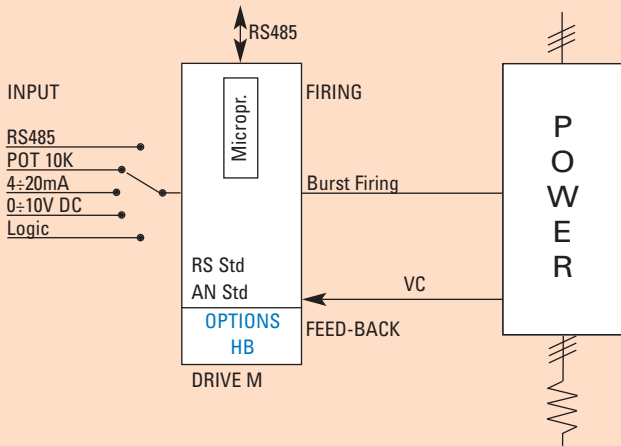 RS485
INPUT
FIRING
Micropr.
RS485
POT 10K
4÷20mA
0÷10V DC
Logic
Burst Firing
POWER
RS Std
AN Std
VC
OPTIONS
HB
FEED-BACK
DRIVE M